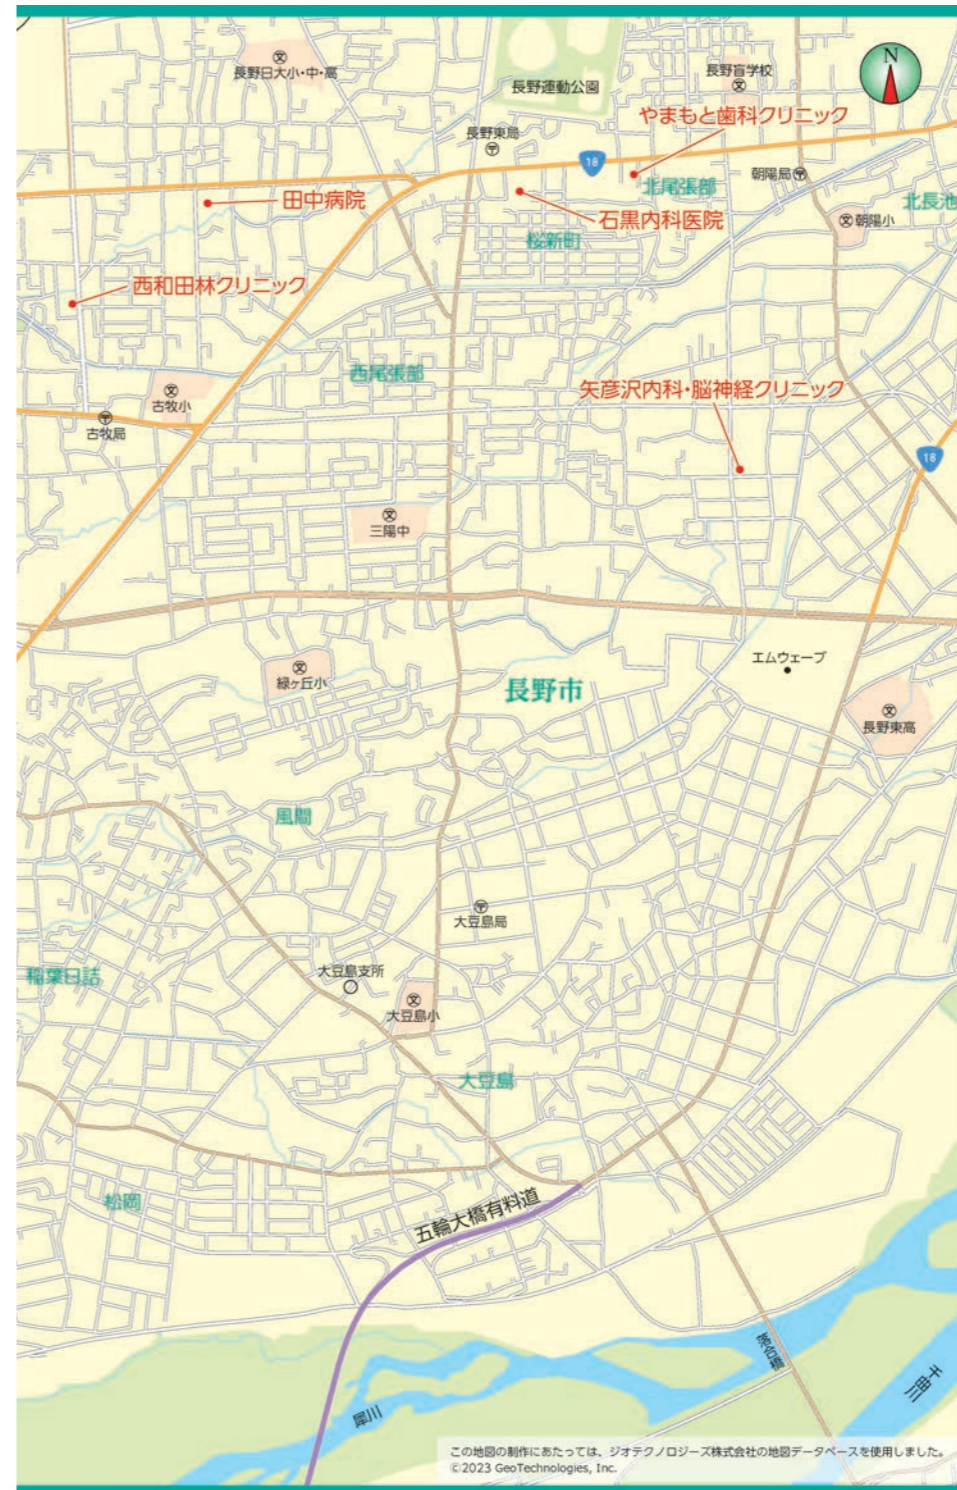 長野日大小・中・高
長野運動公園
長野盲学校
N
やまもと歯科クリニック
長野東局
18
朝陽局
北尾張部
北長池
田中病院
石黒内科医院
朝陽小
桜新町
西和田林クリニック
西尾張部
矢彦沢内科・脳神経クリニック
古牧小
古牧局
18
三陽中
エムウェーブ
緑ヶ丘小
長野市
長野東高
風間
大豆島局
大豆島支所
稲葉日詰
大豆島小
大豆島
松岡
五輪大橋有料道
落合橋
千曲川
犀川
この地図の制作にあたっては、ジオテクノロジーズ株式会社の地図データベースを使用しました。
©2023 GeoTechnologies, Inc.